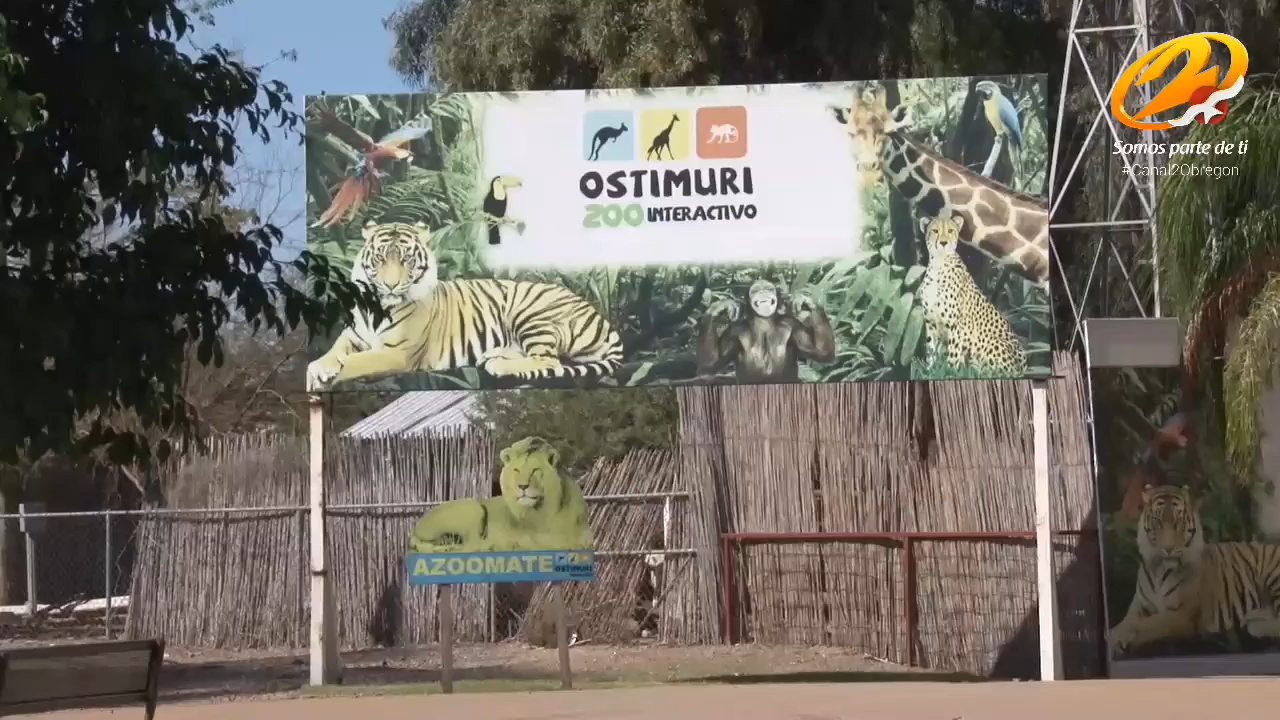 OSTIMURI
ZOO INTERACTIVO
Somos parte de ti
#Canal2Obregon
AZOOMATE
OSTIMURI